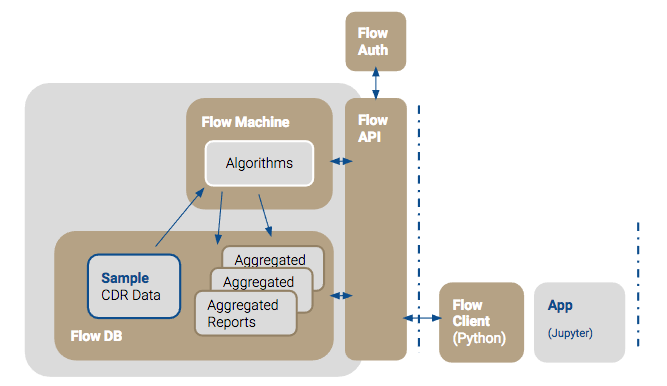 Flow
Auth
Flow Machine
Flow
API
Algorithms
Sample
CDR Data
Aggregated
Aggregated
Aggregated
Reports
Flow DB
Flow
Client
(Python)
App
(Jupyter)